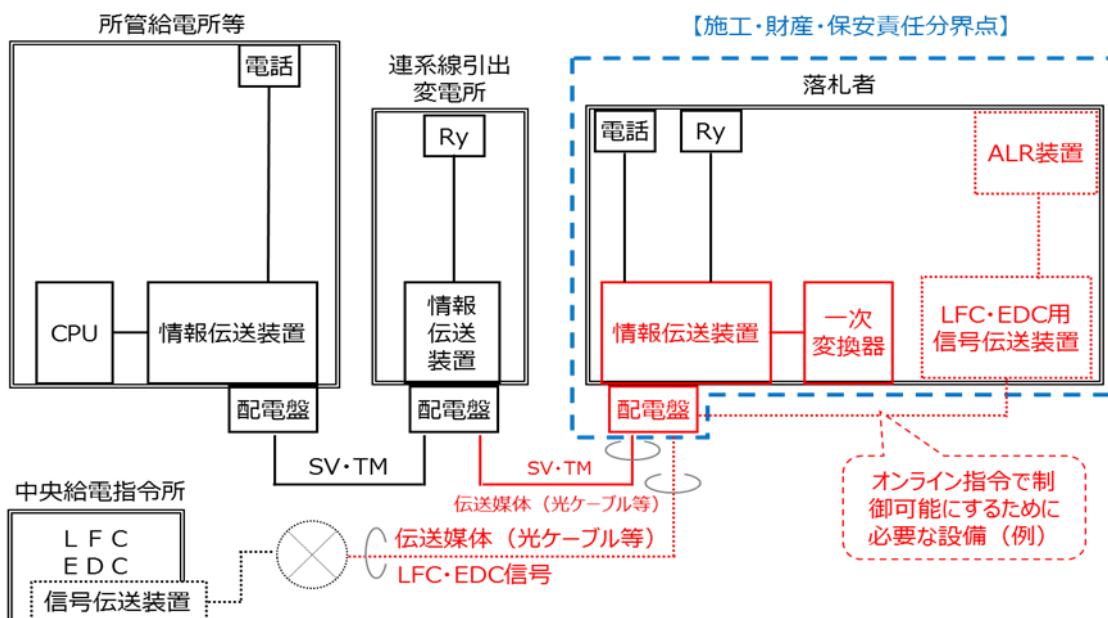 所管給電所等
電話
CPU
情報伝送装置
配電盤
連系線引出
変電所
Ry
情報
伝送
装置
配電盤
SV・TM
【施工・財産・保安責任分界点】
落札者
電話
Ry
ALR装置
情報伝送装置
一次
変換器
LFC・EDC用
信号伝送装置
配電盤
SV・TM
伝送媒体（光ケーブル等）
オンライン指令で制
御可能にするために
必要な設備（例）
中央給電指令所
ＬＦＣ
ＥＤＣ
信号伝送装置
伝送媒体（光ケーブル等）
LFC・EDC信号